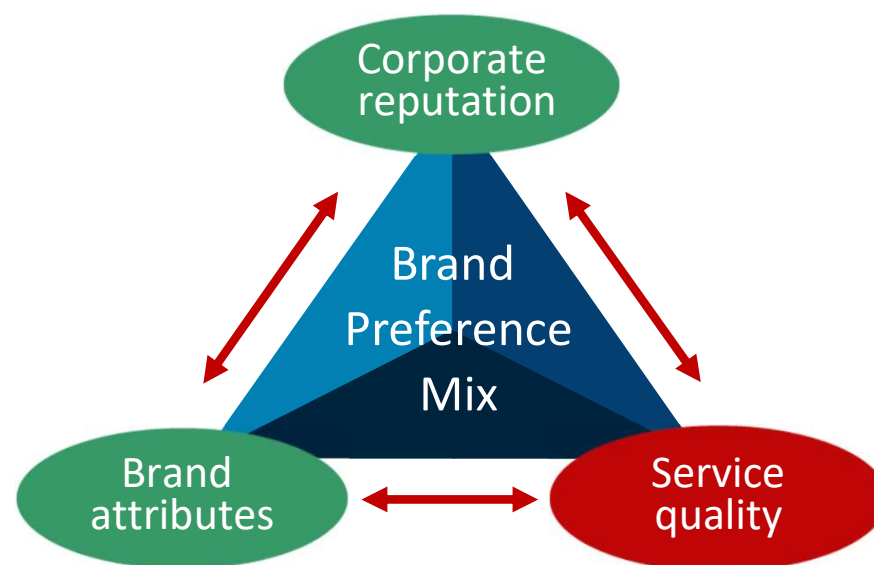 Corporate
reputation
Brand
Preference
Mix
Brand
attributes
Service
quality